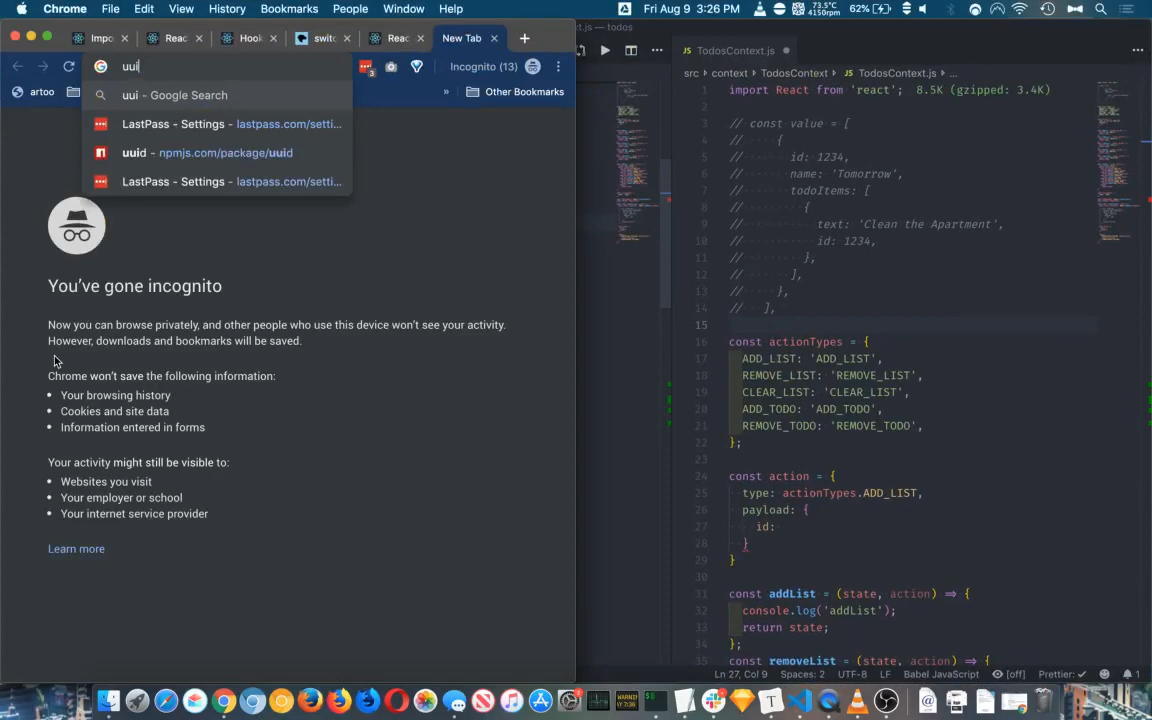 Chrome File Edit View History Bookmarks People Window Help
73.5°C 4150rpm 62% Fri Aug 9 3:26 PM
Impo
Reac
Hook
switc
Reac
New Tab
ts.js — todos
uui
3
Incognito (13)
artoo
» Other Bookmarks
uui - Google Search
LastPass - Settings - lastpass.com/setti...
uuid - npmjs.com/package/uuid
LastPass - Settings - lastpass.com/setti...
You've gone incognito
Now you can browse privately, and other people who use this device won't see your activity.
However, downloads and bookmarks will be saved.
Chrome won't save the following information:
• Your browsing history
• Cookies and site data
• Information entered in forms
Your activity might still be visible to:
• Websites you visit
• Your employer or school
• Your internet service provider
Learn more
TodosContext.js
src › context › TodosContext › JS TodosContext.js › ...
1 import React from 'react'; 8.5K (gzipped: 3.4K)
2
3 // const value = [
4 // {
5 // id: 1234,
6 // name: 'Tomorrow',
7 // todoItems: [
8 // {
9 // text: 'Clean the Apartment',
10 // id: 1234,
11 // },
12 // ],
13 // },
14 // ],
15
16 const actionTypes = {
17 ADD_LIST: 'ADD_LIST',
18 REMOVE_LIST: 'REMOVE_LIST',
19 CLEAR_LIST: 'CLEAR_LIST',
20 ADD_TODO: 'ADD_TODO',
21 REMOVE_TODO: 'REMOVE_TODO',
22 };
23
24 const action = {
25 type: actionTypes.ADD_LIST,
26 payload: {
27 id:
28 }
29 }
30
31 const addList = (state, action) => {
32 console.log('addList');
33 return state;
34 };
35 const removeList = (state, action) => {
Ln 27, Col 9 Spaces: 2 UTF-8 LF Babel JavaScript [off] Prettier: ✓ 1